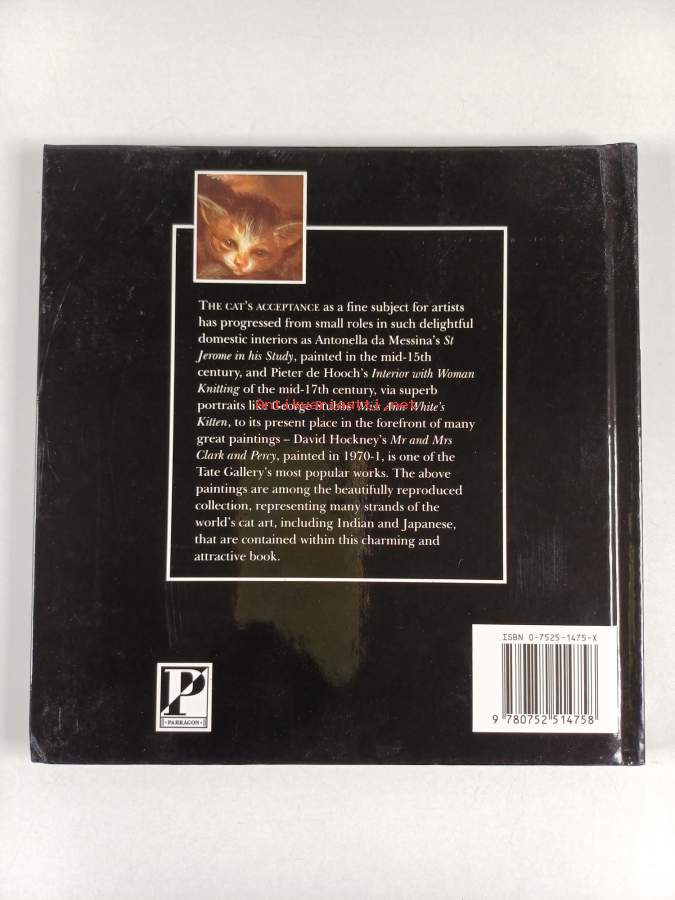 THE CAT'S ACCEPTANCE as a fine subject for artists
has progressed from small roles in such delightful
domestic interiors as Antonella da Messina's St
Jerome in his Study, painted in the mid-15th
century, and Pieter de Hooch's Interior with Woman
Knitting of the mid-17th century, via superb
portraits like George Stubbs' Miss Ann White's
Antikvariaatti.net
Kitten, to its present place in the forefront of many
great paintings – David Hockney's Mr and Mrs
Clark and Percy, painted in 1970-1, is one of the
Tate Gallery's most popular works. The above
paintings are among the beautifully reproduced
collection, representing many strands of the
world's cat art, including Indian and Japanese,
that are contained within this charming and
attractive book.
ISBN 0-7525-1475-X
9 780752 514758
P
·PARRAGON·